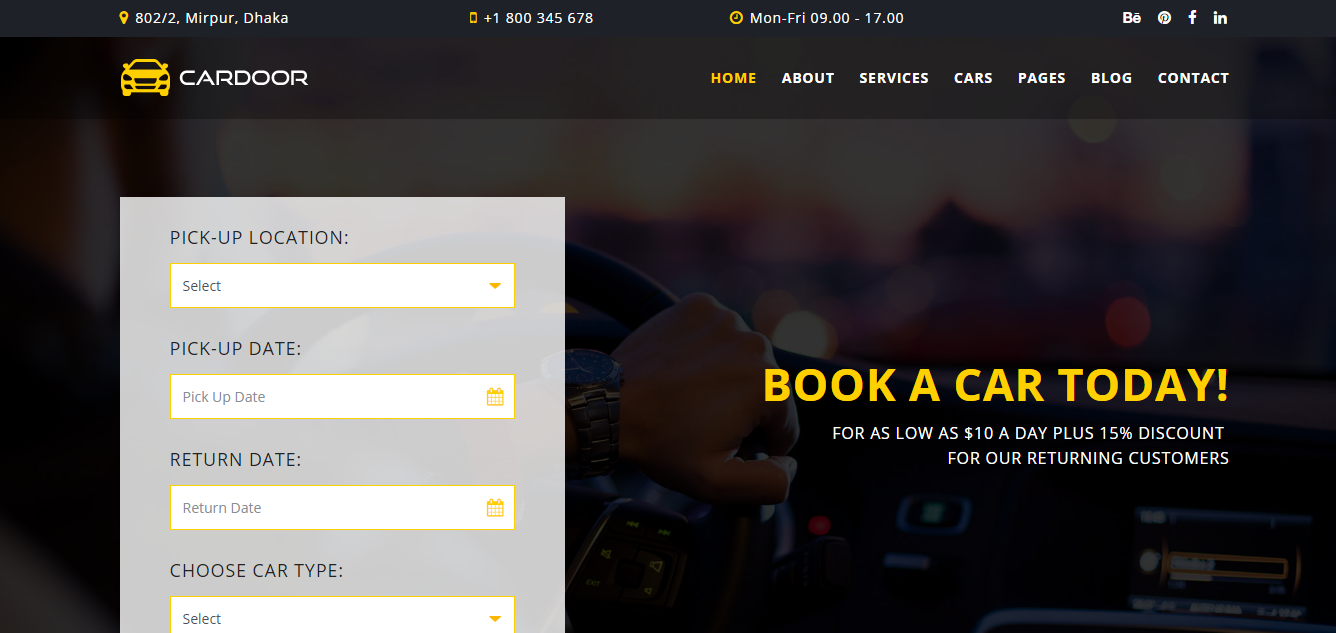 802/2, Mirpur, Dhaka
+1 800 345 678
Mon-Fri 09.00 - 17.00
Bē
in
CARDOOR
HOME ABOUT SERVICES CARS PAGES BLOG CONTACT
PICK-UP LOCATION:
Select
PICK-UP DATE:
Pick Up Date
RETURN DATE:
Return Date
CHOOSE CAR TYPE:
Select
BOOK A CAR TODAY!
FOR AS LOW AS $10 A DAY PLUS 15% DISCOUNT
FOR OUR RETURNING CUSTOMERS
EXIT